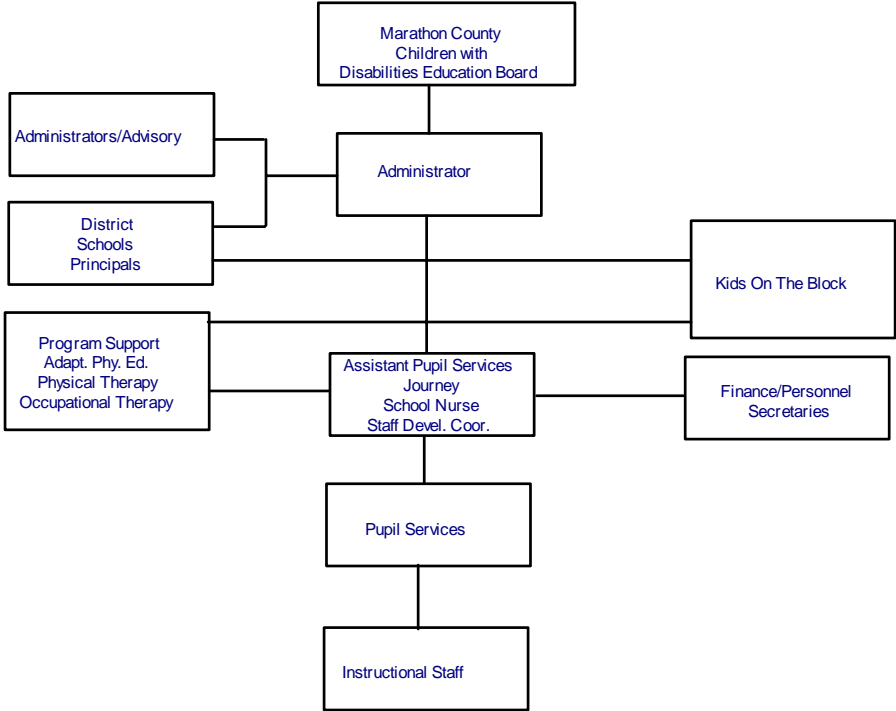 Marathon County
Children with
Disabilities Education Board
Administrators/Advisory
Administrator
District
Schools
Principals
Kids On The Block
Program Support
Adapt. Phy. Ed.
Physical Therapy
Occupational Therapy
Assistant Pupil Services
Journey
School Nurse
Staff Devel. Coor.
Finance/Personnel
Secretaries
Pupil Services
Instructional Staff